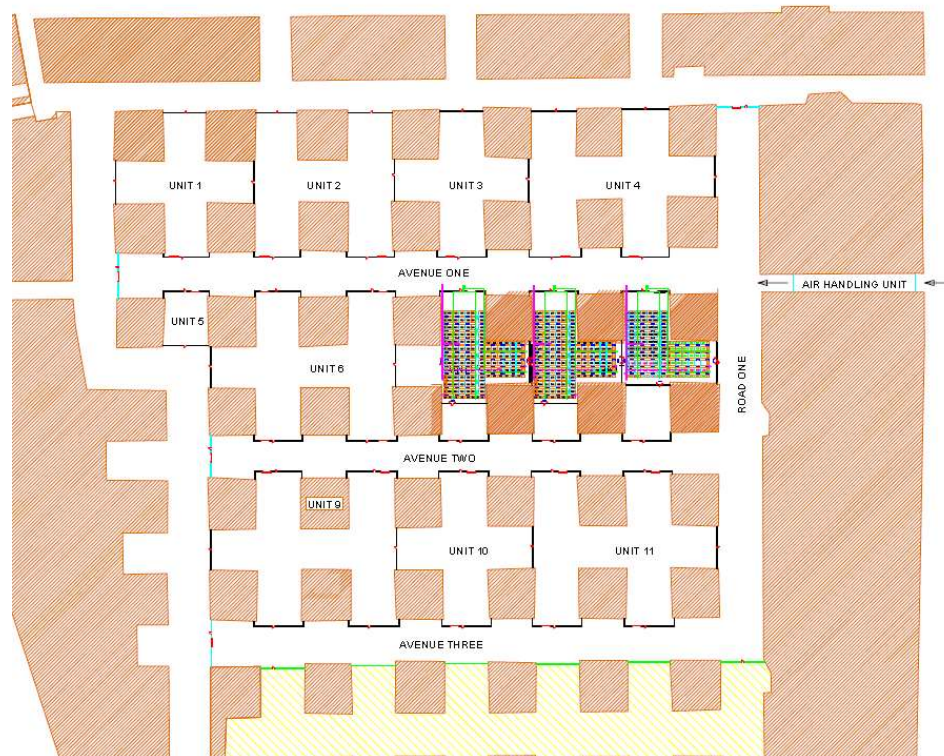 UNIT 1
UNIT 2
UNIT 3
UNIT 4
AVENUE ONE
AIR HANDLING UNIT
UNIT 5
UNIT 6
ROAD ONE
AVENUE TWO
UNIT 9
UNIT 10
UNIT 11
AVENUE THREE